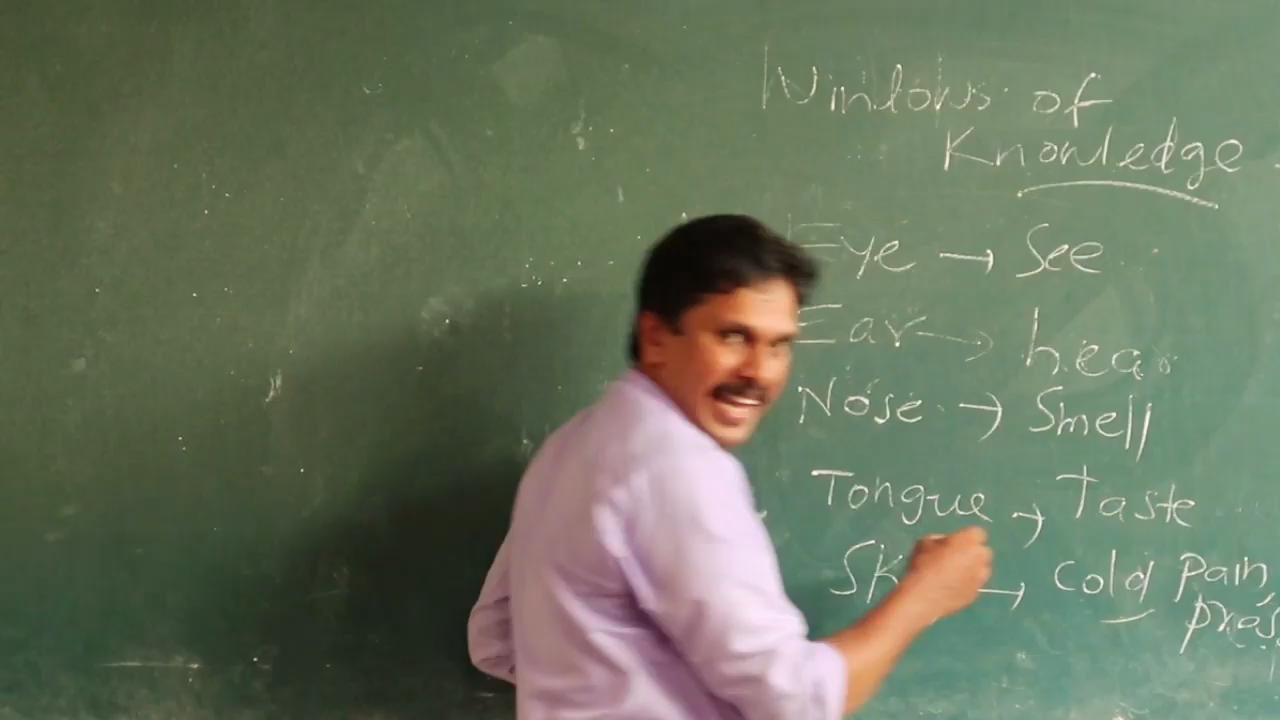 Windows of
Knowledge
Eye → See
Ear → hear
Nose → Smell
Tongue → Taste
→ Cold Pain,